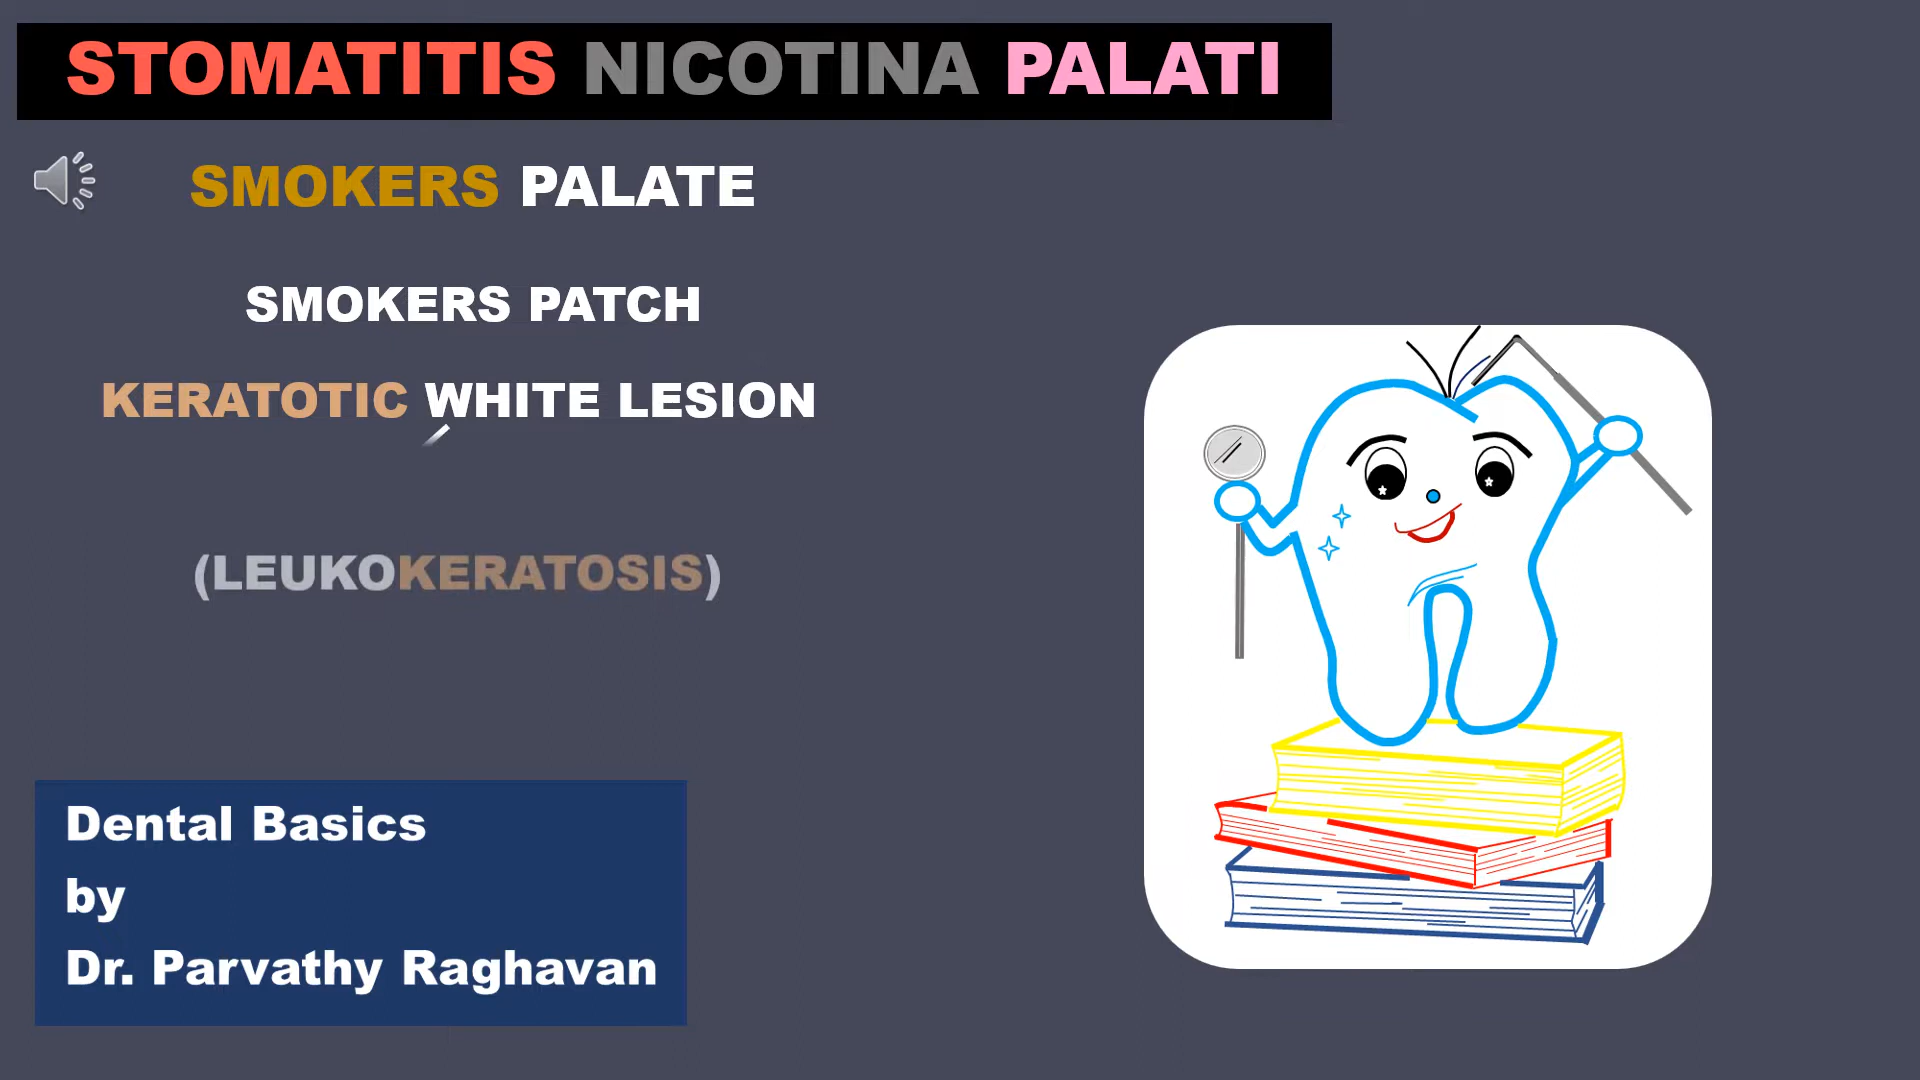 STOMATITIS NICOTINA PALATI
SMOKERS PALATE
SMOKERS PATCH
KERATOTIC WHITE LESION
(LEUKOKERATOSIS)
Dental Basics
by
Dr. Parvathy Raghavan